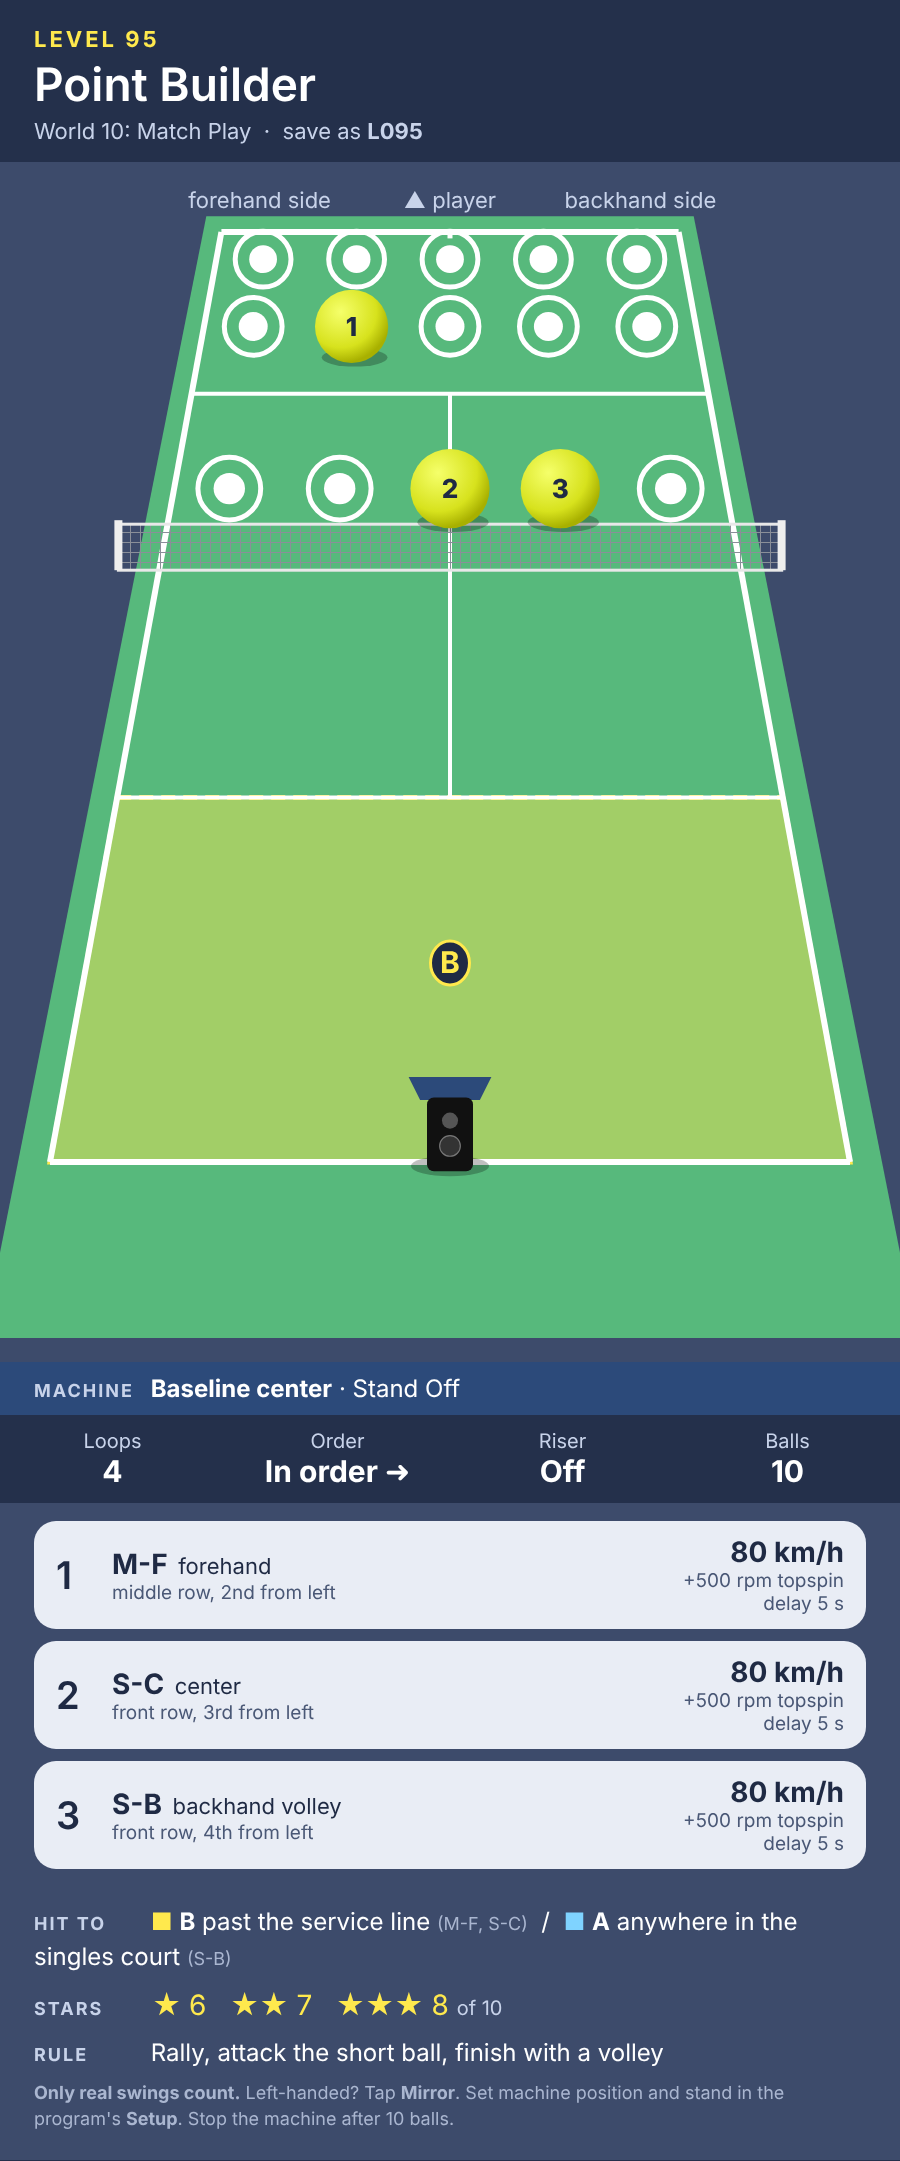 LEVEL 95
Point Builder
World 10: Match Play · save as L095
forehand side ▲ player backhand side
1
2 3
B
MACHINE Baseline center · Stand Off
Loops Order Riser Balls
4 In order ➜ Off 10
1 M-F forehand 80 km/h
middle row, 2nd from left +500 rpm topspin
delay 5 s
2 S-C center 80 km/h
front row, 3rd from left +500 rpm topspin
delay 5 s
3 S-B backhand volley 80 km/h
front row, 4th from left +500 rpm topspin
delay 5 s
HIT TO ■ B past the service line (M-F, S-C) / ■ A anywhere in the
singles court (S-B)
STARS ★ 6 ★★ 7 ★★★ 8 of 10
RULE Rally, attack the short ball, finish with a volley
Only real swings count. Left-handed? Tap Mirror. Set machine position and stand in the
program's Setup. Stop the machine after 10 balls.